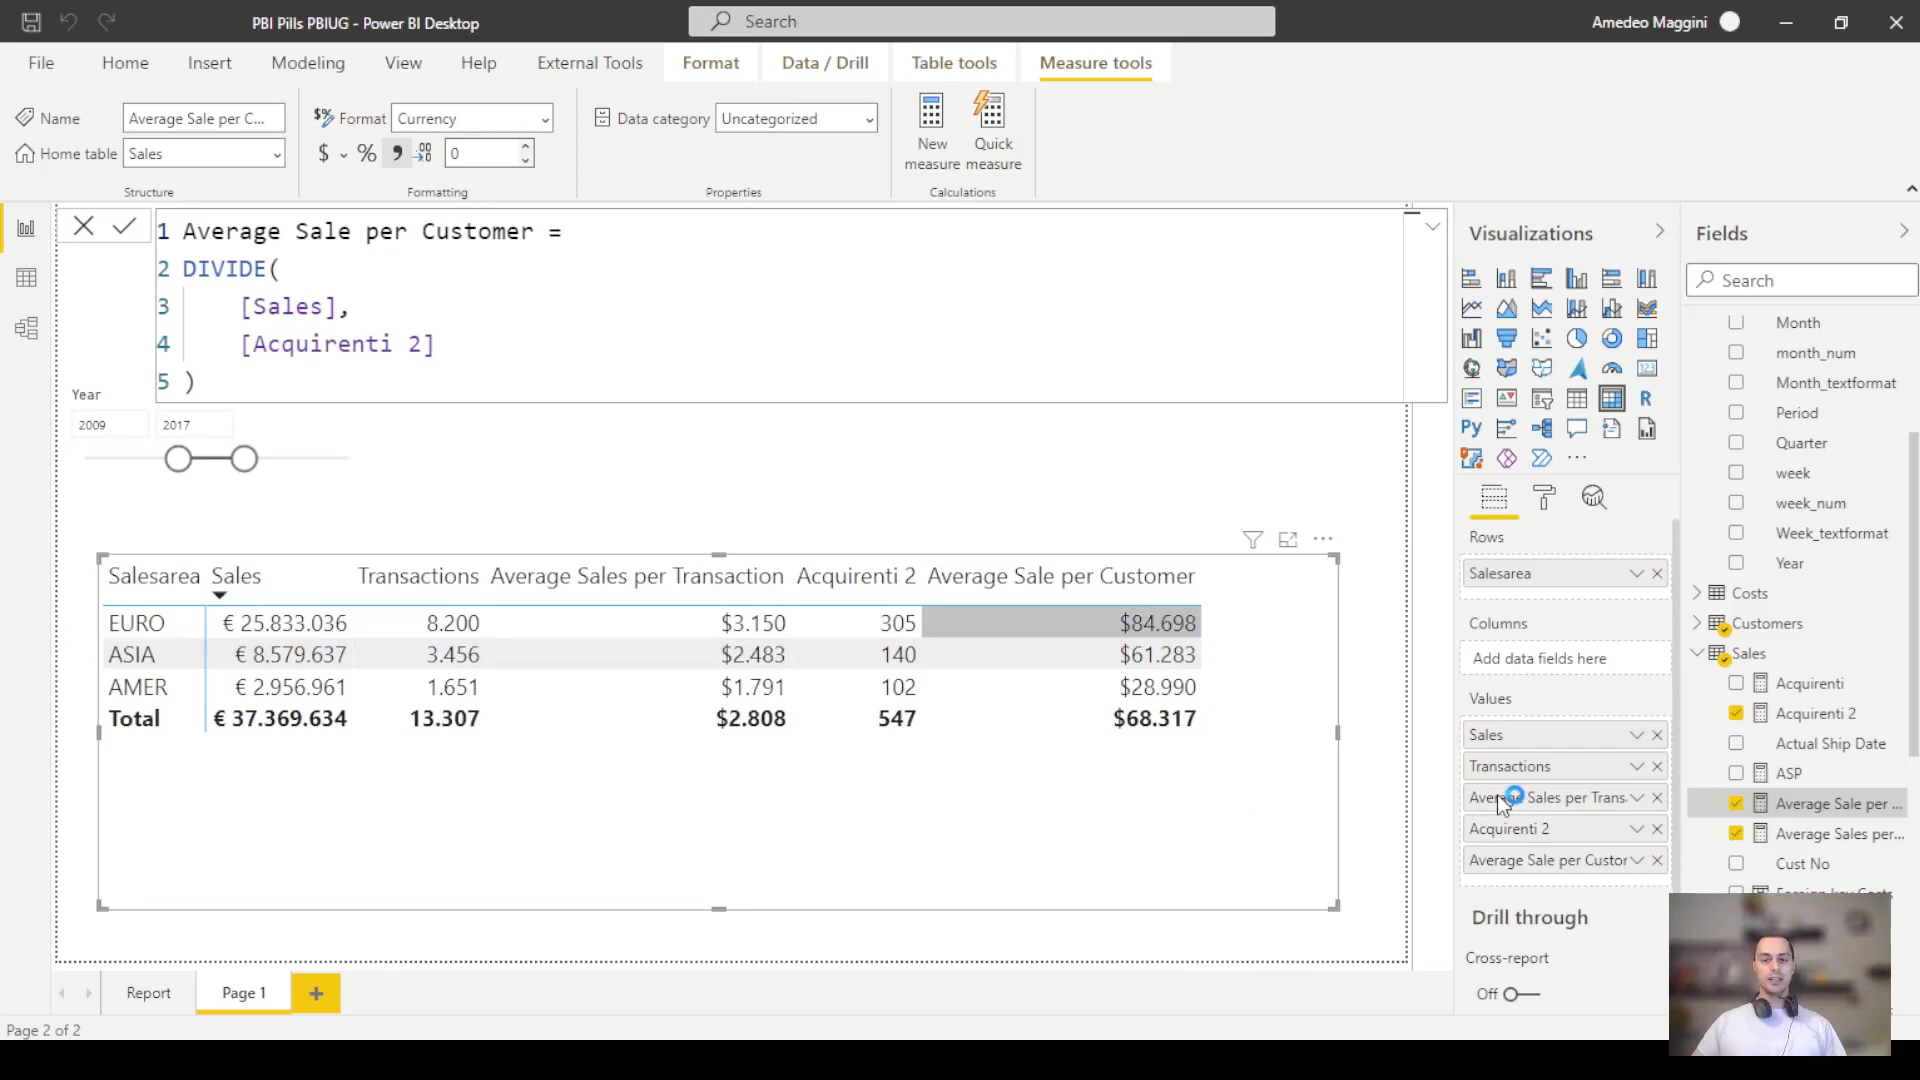 PBI Pills PBIUG - Power BI Desktop
Search
Amedeo Maggini
File
Home
Insert
Modeling
View
Help
External Tools
Format
Data / Drill
Table tools
Measure tools
Name
Average Sale per C...
Home table
Sales
Structure
Format
Currency
$ % 0
Formatting
Data category
Uncategorized
Properties
New measure
Quick measure
Calculations
1 Average Sale per Customer =
2 DIVIDE(
3 [Sales],
4 [Acquirenti 2]
5 )
Year
2009
2017
Salesarea Sales Transactions Average Sales per Transaction Acquirenti 2 Average Sale per Customer
EURO € 25.833.036 8.200 $3.150 305 $84.698
ASIA € 8.579.637 3.456 $2.483 140 $61.283
AMER € 2.956.961 1.651 $1.791 102 $28.990
Total € 37.369.634 13.307 $2.808 547 $68.317
Report
Page 1
Page 2 of 2
Visualizations
R
Py
123
Rows
Salesarea
Columns
Add data fields here
Values
Sales
Transactions
Average Sales per Trans.
Acquirenti 2
Average Sale per Custor
Drill through
Cross-report
Off
Fields
Search
Month
month_num
Month_textformat
Period
Quarter
week
week_num
Week_textformat
Year
Costs
Customers
Sales
Acquirenti
Acquirenti 2
Actual Ship Date
ASP
Average Sale per ...
Average Sales per...
Cust No